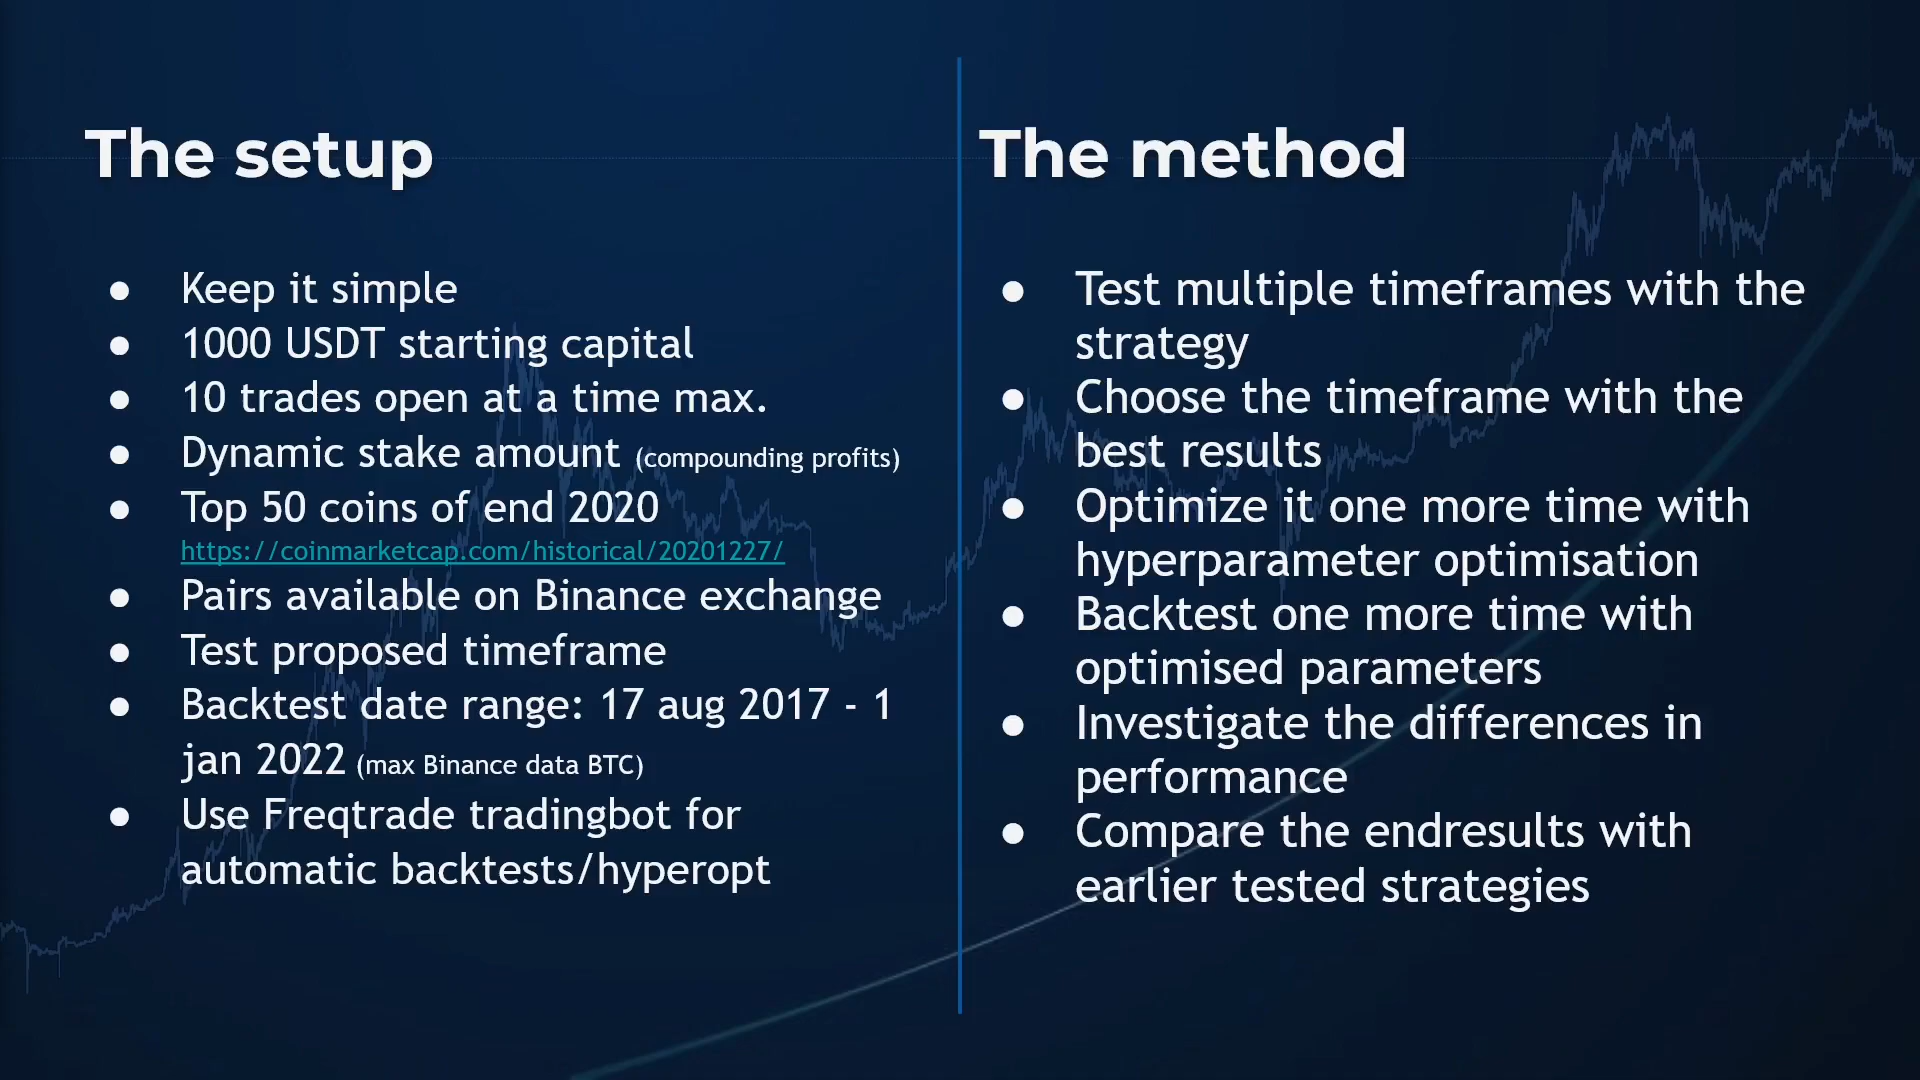 The setup
Keep it simple
1000 USDT starting capital
10 trades open at a time max.
Dynamic stake amount (compounding profits)
Top 50 coins of end 2020
https://coinmarketcap.com/historical/20201227/
Pairs available on Binance exchange
Test proposed timeframe
Backtest date range: 17 aug 2017 - 1
jan 2022 (max Binance data BTC)
Use Freqtrade tradingbot for
automatic backtests/hyperopt
The method
Test multiple timeframes with the
strategy
Choose the timeframe with the
best results
Optimize it one more time with
hyperparameter optimisation
Backtest one more time with
optimised parameters
Investigate the differences in
performance
Compare the endresults with
earlier tested strategies